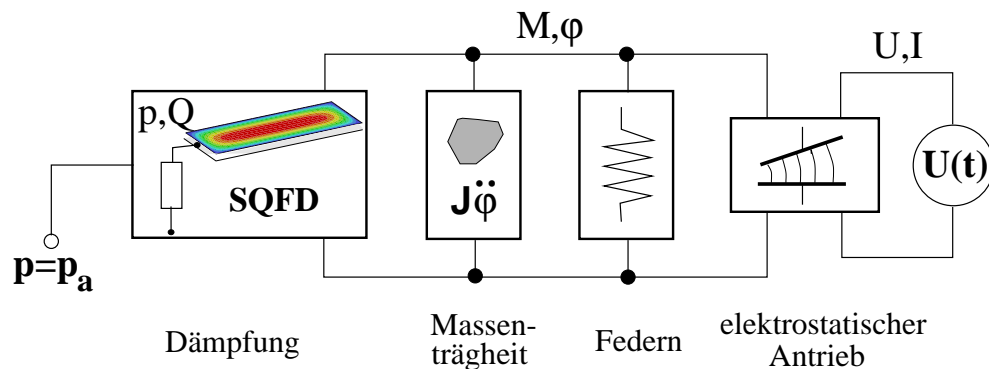 M,φ
U,I
p,Q
SQFD
Jφ̈
U(t)
p=pₐ
Dämpfung
Massen-
trägheit
Federn
elektrostatischer
Antrieb